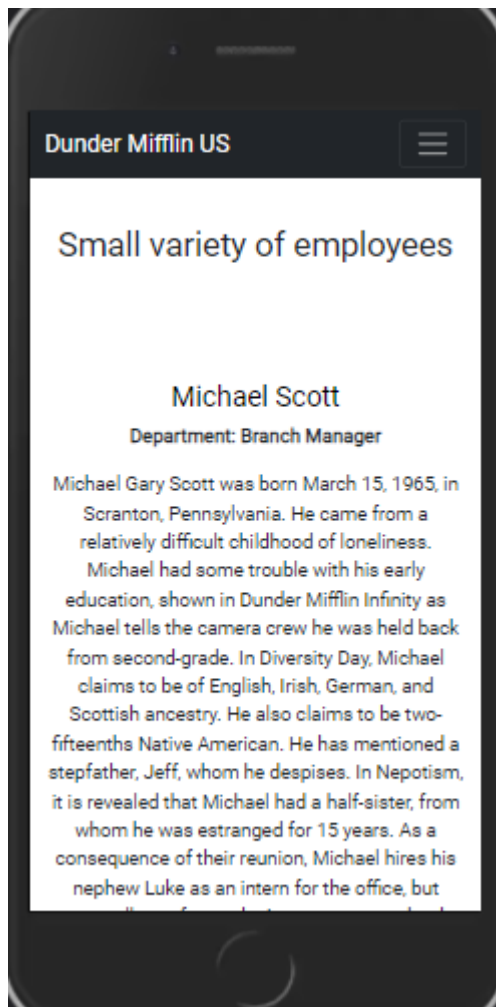 Dunder Mifflin US
Small variety of employees
Michael Scott
Department: Branch Manager
Michael Gary Scott was born March 15, 1965, in
Scranton, Pennsylvania. He came from a
relatively difficult childhood of loneliness.
Michael had some trouble with his early
education, shown in Dunder Mifflin Infinity as
Michael tells the camera crew he was held back
from second-grade. In Diversity Day, Michael
claims to be of English, Irish, German, and
Scottish ancestry. He also claims to be two-
fifteenths Native American. He has mentioned a
stepfather, Jeff, whom he despises. In Nepotism,
it is revealed that Michael had a half-sister, from
whom he was estranged for 15 years. As a
consequence of their reunion, Michael hires his
nephew Luke as an intern for the office, but